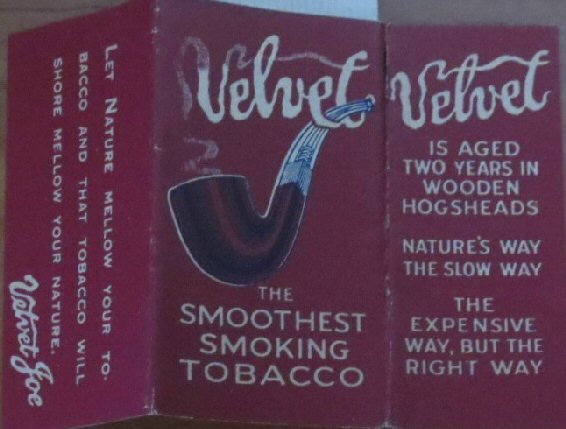 LET NATURE MELLOW YOUR TO-
BACCO AND THAT TOBACCO WILL
SHORE MELLOW YOUR NATURE.
Velvet Joe
Velvet
THE
SMOOTHEST
SMOKING
TOBACCO
Velvet
IS AGED
TWO YEARS IN
WOODEN
HOGSHEADS
NATURE'S WAY
THE SLOW WAY
THE
EXPENSIVE
WAY, BUT THE
RIGHT WAY